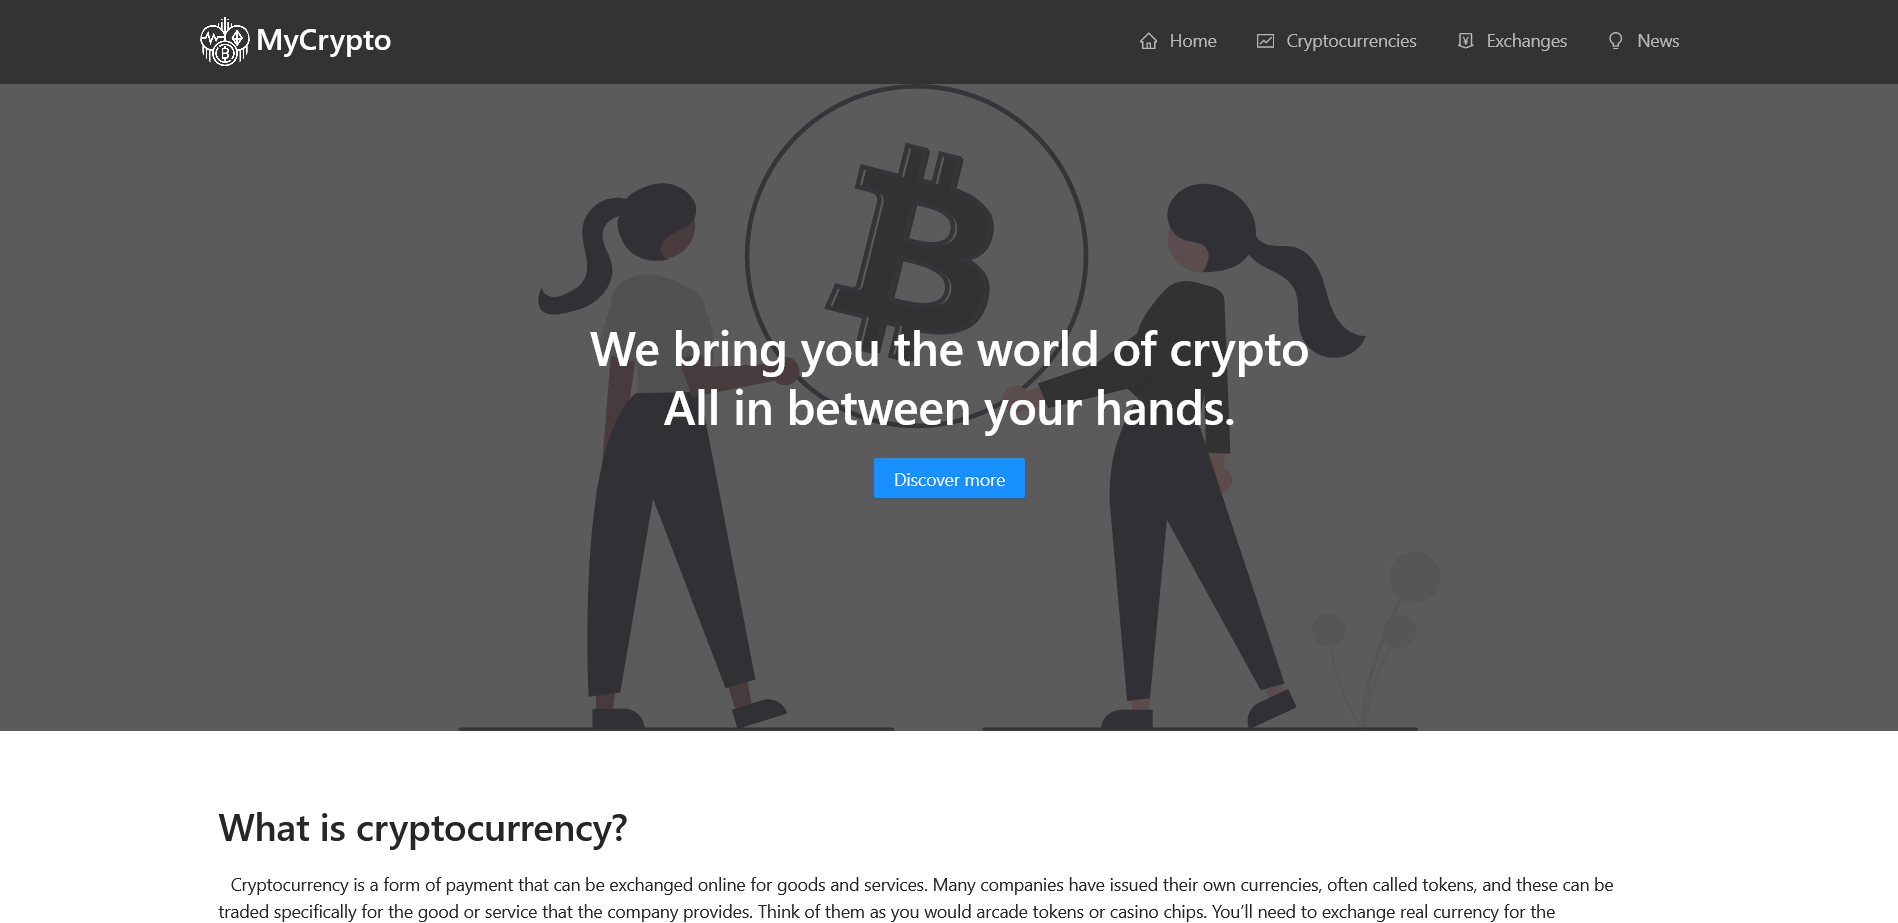 MyCrypto
Home
Cryptocurrencies
Exchanges
News
We bring you the world of crypto
All in between your hands.
Discover more
What is cryptocurrency?
Cryptocurrency is a form of payment that can be exchanged online for goods and services. Many companies have issued their own currencies, often called tokens, and these can be
traded specifically for the good or service that the company provides. Think of them as you would arcade tokens or casino chips. You’ll need to exchange real currency for the